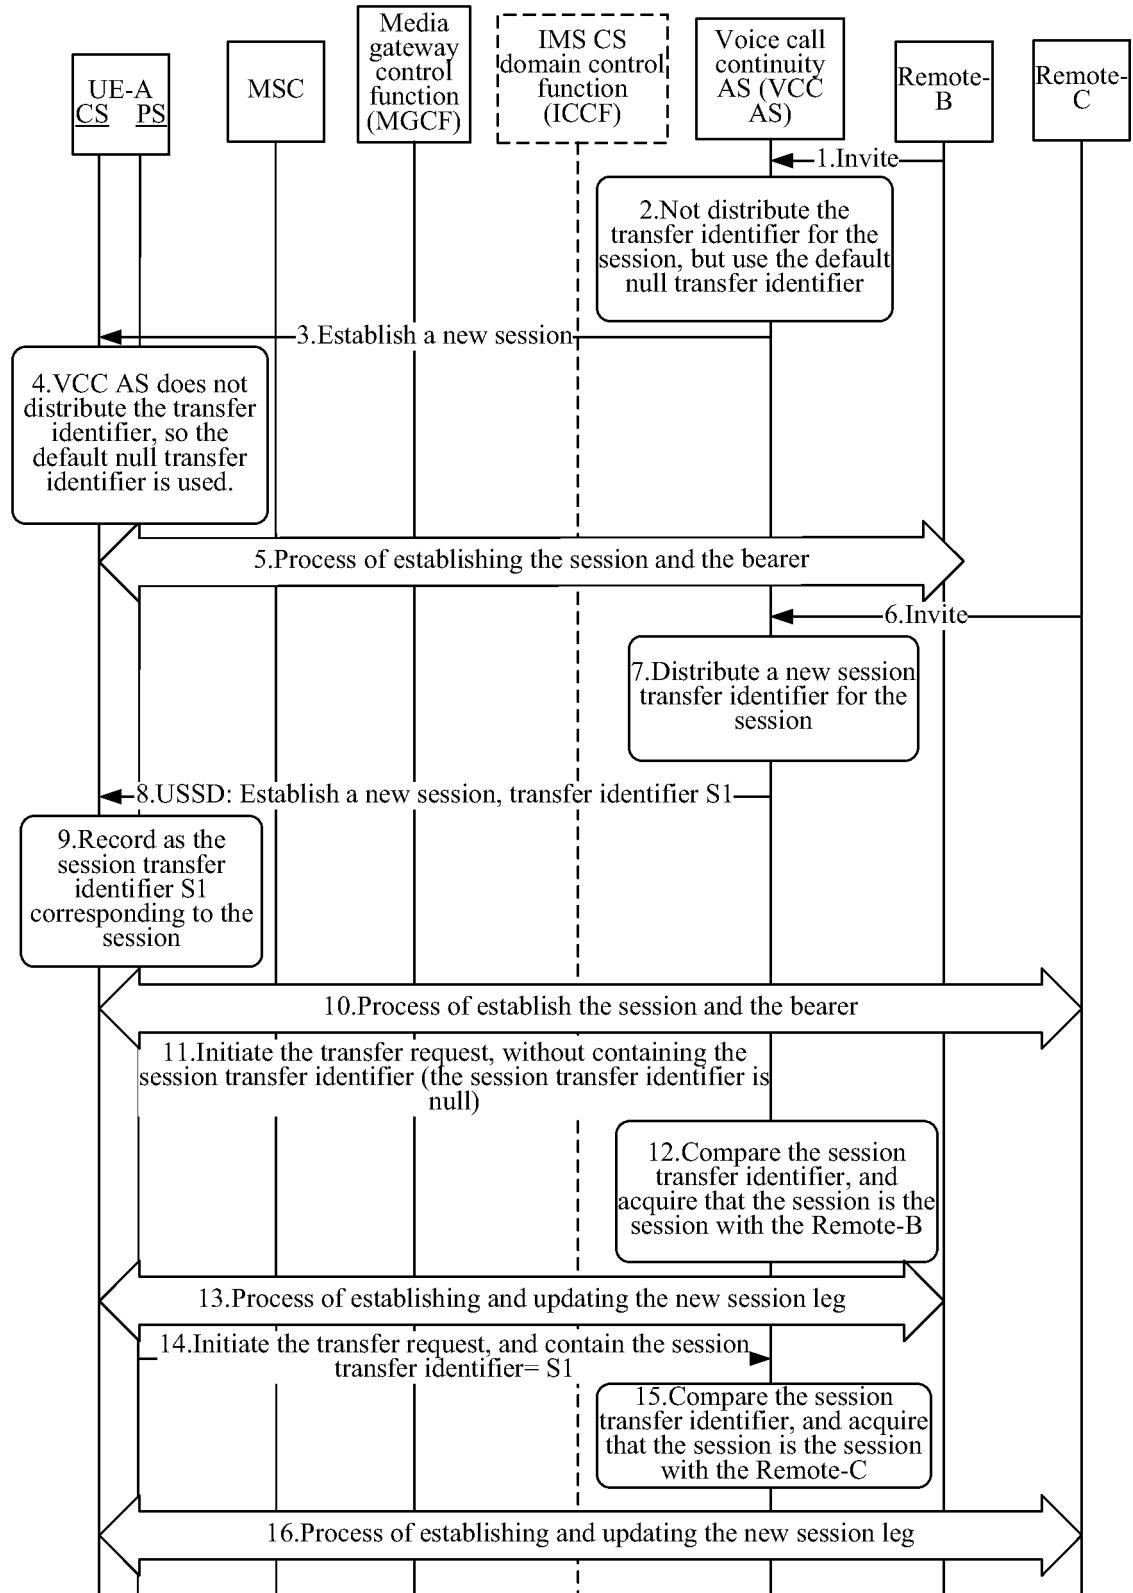 UE-A
CS PS
MSC
Media
gateway
control
function
(MGCF)
IMS CS
domain control
function
(ICCF)
Voice call
continuity
AS (VCC
AS)
Remote-
B
Remote-
C
1.Invite
2.Not distribute the
transfer identifier for the
session, but use the default
null transfer identifier
3.Establish a new session
4.VCC AS does not
distribute the transfer
identifier, so the
default null transfer
identifier is used.
5.Process of establishing the session and the bearer
6.Invite
7.Distribute a new session
transfer identifier for the
session
8.USSD: Establish a new session, transfer identifier S1
9.Record as the
session transfer
identifier S1
corresponding to the
session
10.Process of establish the session and the bearer
11.Initiate the transfer request, without containing the
session transfer identifier (the session transfer identifier is
null)
12.Compare the session
transfer identifier, and
acquire that the session is the
session with the Remote-B
13.Process of establishing and updating the new session leg
14.Initiate the transfer request, and contain the session
transfer identifier= S1
15.Compare the session
transfer identifier, and acquire
that the session is the session
with the Remote-C
16.Process of establishing and updating the new session leg